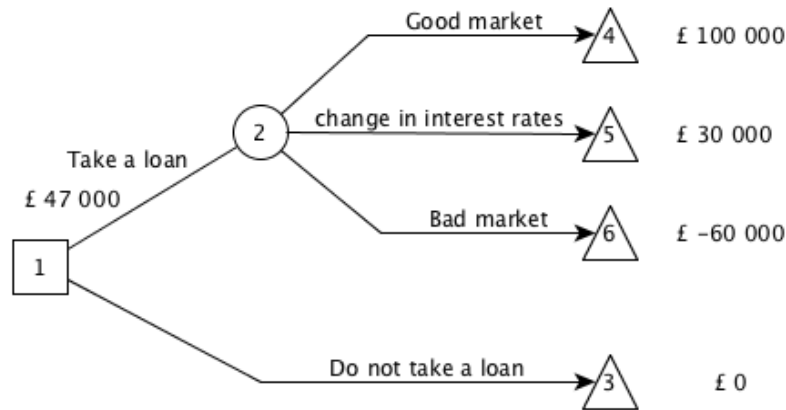 Good market
4 £ 100 000
2 change in interest rates
5 £ 30 000
Take a loan
£ 47 000
Bad market
6 £ -60 000
1
Do not take a loan
3 £ 0